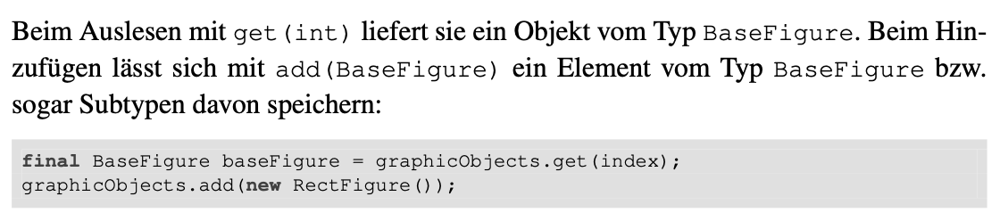 Beim Auslesen mit get(int) liefert sie ein Objekt vom Typ BaseFigure. Beim Hin-
zufügen lässt sich mit add(BaseFigure) ein Element vom Typ BaseFigure bzw.
sogar Subtypen davon speichern:
final BaseFigure baseFigure = graphicObjects.get(index);
graphicObjects.add(new RectFigure());